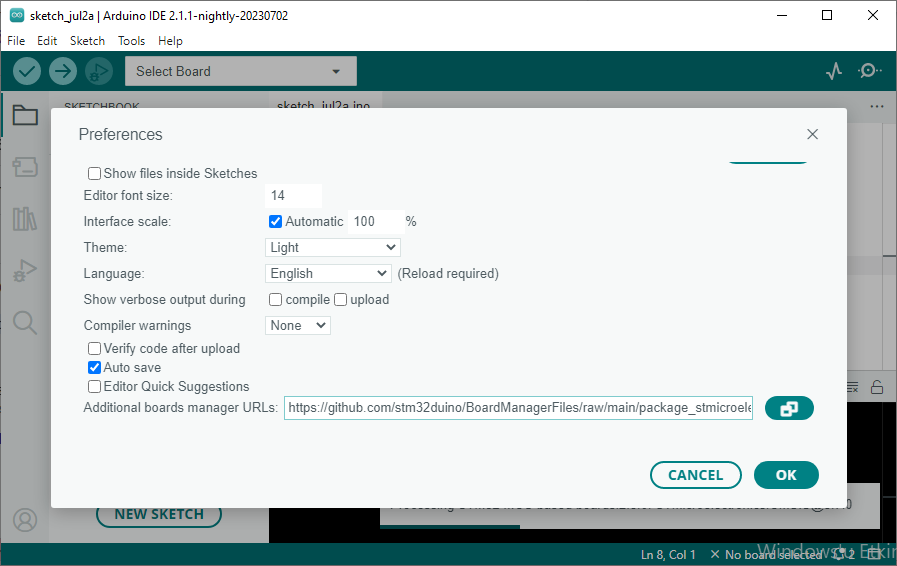 sketch_jul2a | Arduino IDE 2.1.1-nightly-20230702
File Edit Sketch Tools Help
Select Board
SKETCHBOOK
sketch_jul2a.ino
Preferences
Show files inside Sketches
Editor font size: 14
Interface scale: Automatic 100 %
Theme: Light
Language: English (Reload required)
Show verbose output during compile upload
Compiler warnings None
Verify code after upload
Auto save
Editor Quick Suggestions
Additional boards manager URLs: https://github.com/stm32duino/BoardManagerFiles/raw/main/package_stmicroele
CANCEL OK
NEW SKETCH
Ln 8, Col 1 No board selected 2
Windows'u Etkin